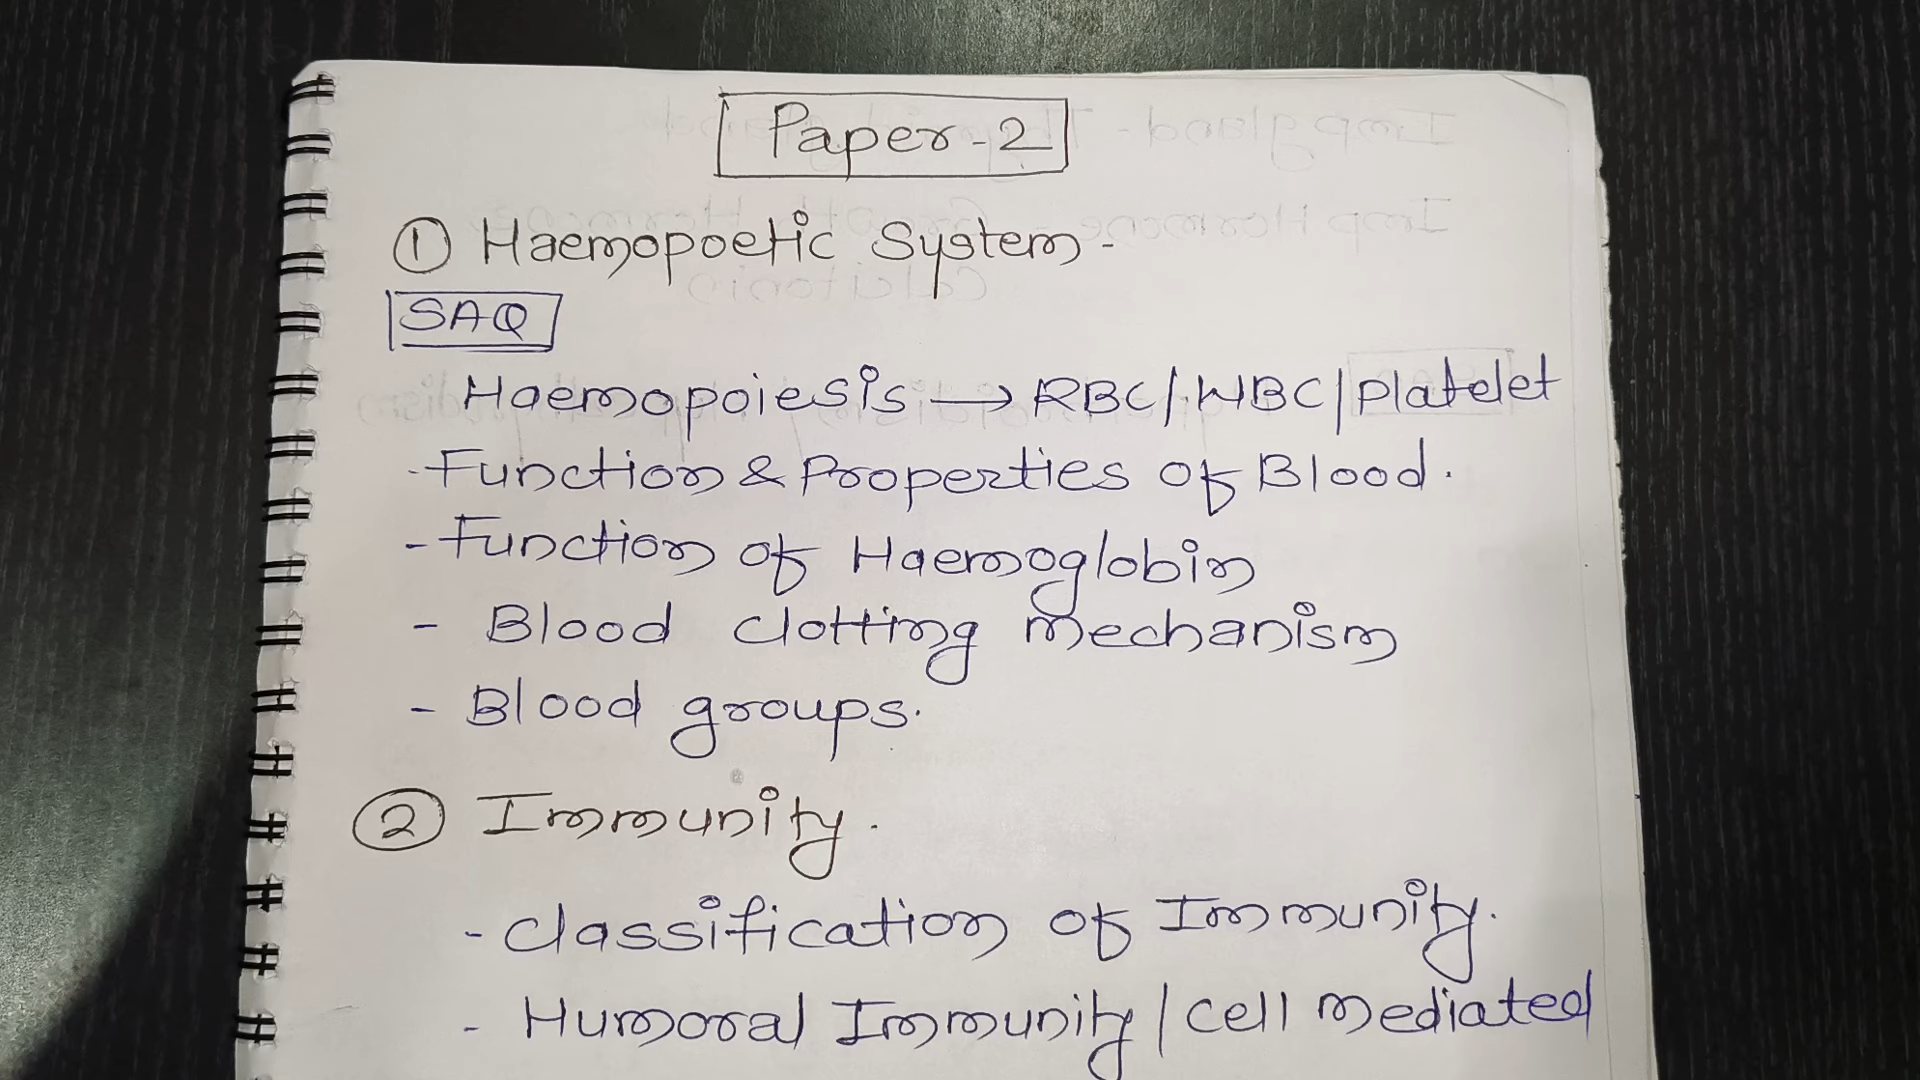 Paper-2
① Haemopoetic System -
SAQ
Haemopoiesis → RBC/WBC/Platelet
- Function & Properties of Blood.
- Function of Haemoglobin
- Blood clotting mechanism
- Blood groups.
② Immunity.
- Classification of Immunity.
- Humoral Immunity / cell mediated